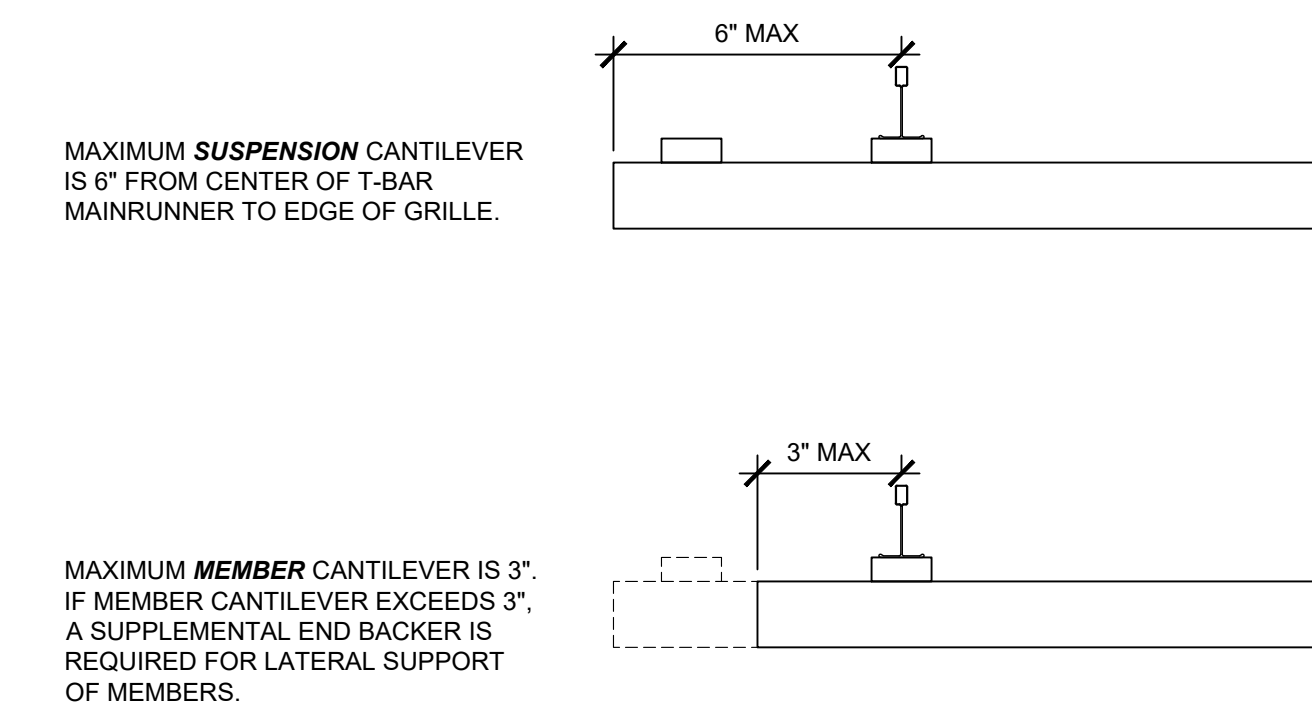 6" MAX
MAXIMUM SUSPENSION CANTILEVER
IS 6" FROM CENTER OF T-BAR
MAINRUNNER TO EDGE OF GRILLE.
3" MAX
MAXIMUM MEMBER CANTILEVER IS 3".
IF MEMBER CANTILEVER EXCEEDS 3",
A SUPPLEMENTAL END BACKER IS
REQUIRED FOR LATERAL SUPPORT
OF MEMBERS.